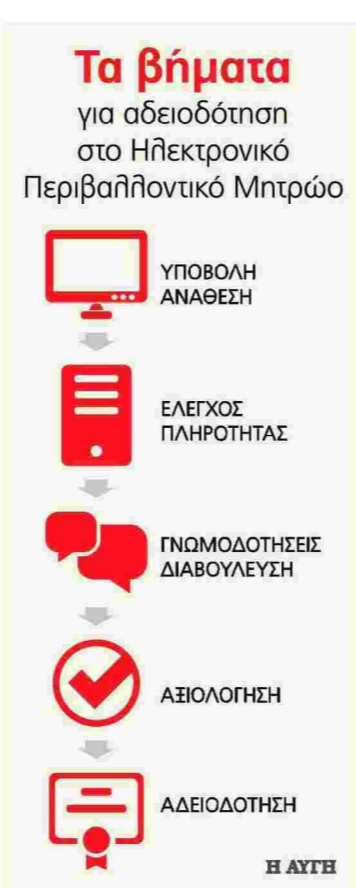 Τα βήματα
για αδειοδότηση
στο Ηλεκτρονικό
Περιβαλλοντικό Μητρώο
ΥΠΟΒΟΛΗ
ΑΝΑΘΕΣΗ
ΕΛΕΓΧΟΣ
ΠΛΗΡΟΤΗΤΑΣ
ΓΝΩΜΟΔΟΤΗΣΕΙΣ
ΔΙΑΒΟΥΛΕΥΣΗ
ΑΞΙΟΛΟΓΗΣΗ
ΑΔΕΙΟΔΟΤΗΣΗ
Η ΑΥΓΗ